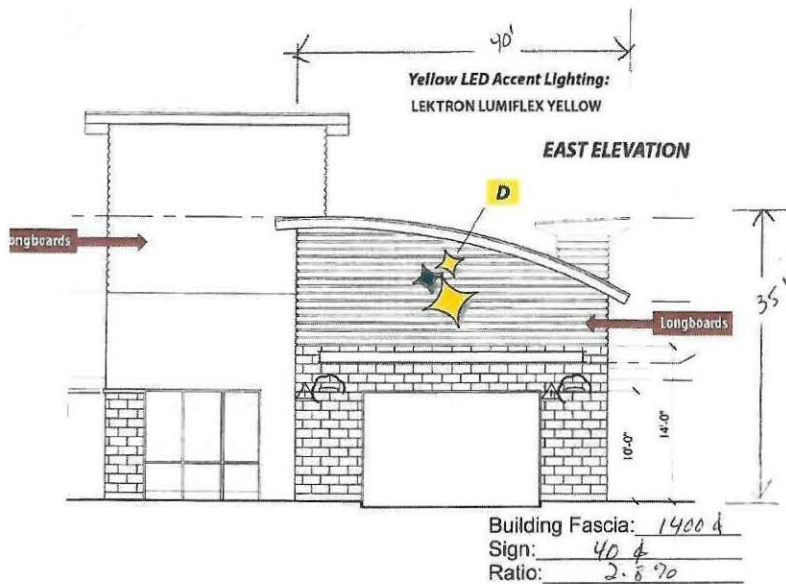 40'
Yellow LED Accent Lighting:
LEKTRON LUMIFLEX YELLOW
EAST ELEVATION
D
ongboards
35'
Longboards
10'-0"
14'-0"
Building Fascia: 1400 ф
Sign: 40 ф
Ratio: 2.8 %